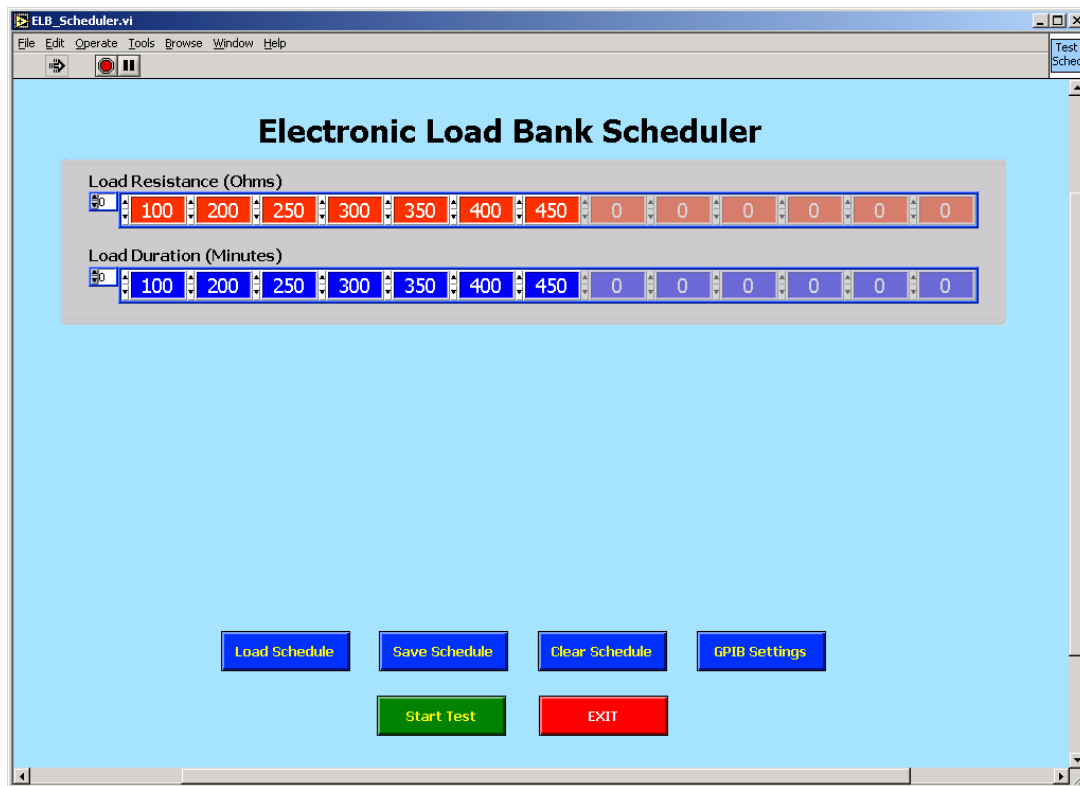 ELB_Scheduler.vi
File Edit Operate Tools Browse Window Help
Test
Sched
Electronic Load Bank Scheduler
Load Resistance (Ohms)
0 100 200 250 300 350 400 450 0 0 0 0 0 0
Load Duration (Minutes)
0 100 200 250 300 350 400 450 0 0 0 0 0 0
Load Schedule Save Schedule Clear Schedule GPIB Settings
Start Test EXIT